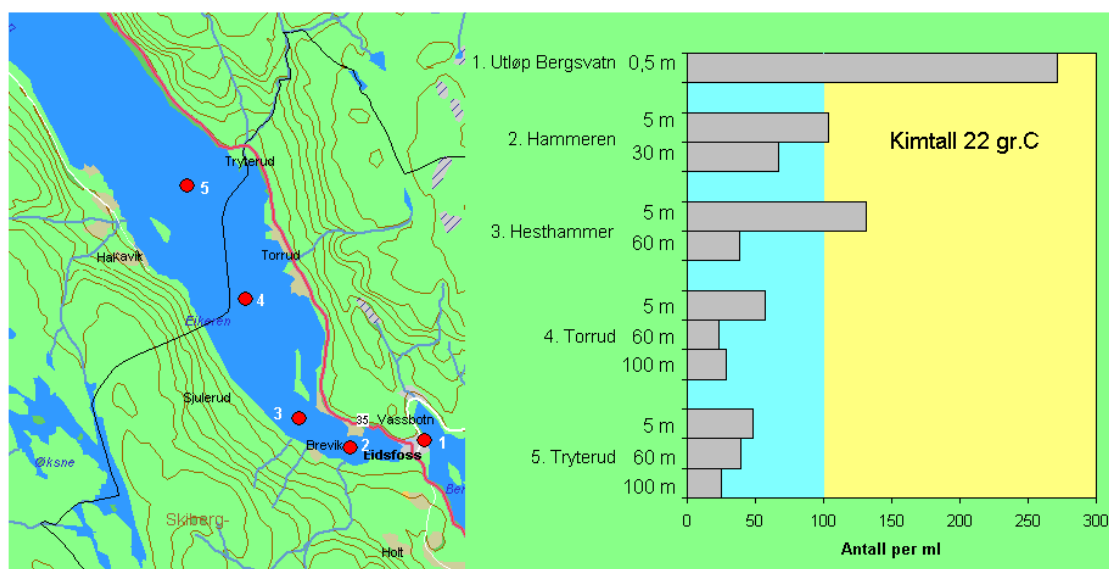 Tryterud
5
Hakavik
Torrud
4
Eikeren
Sjulerud
3
35
Vassbotn
Brevik
2
1
Eidsfoss
Øksne
Ber
Skiberg-
Holt
1. Utløp Bergsvatn 0,5 m
5 m
2. Hammeren
30 m
Kimtall 22 gr.C
5 m
3. Hesthammer
60 m
5 m
4. Torrud 60 m
100 m
5 m
5. Tryterud 60 m
100 m
0 50 100 150 200 250 300
Antall per ml